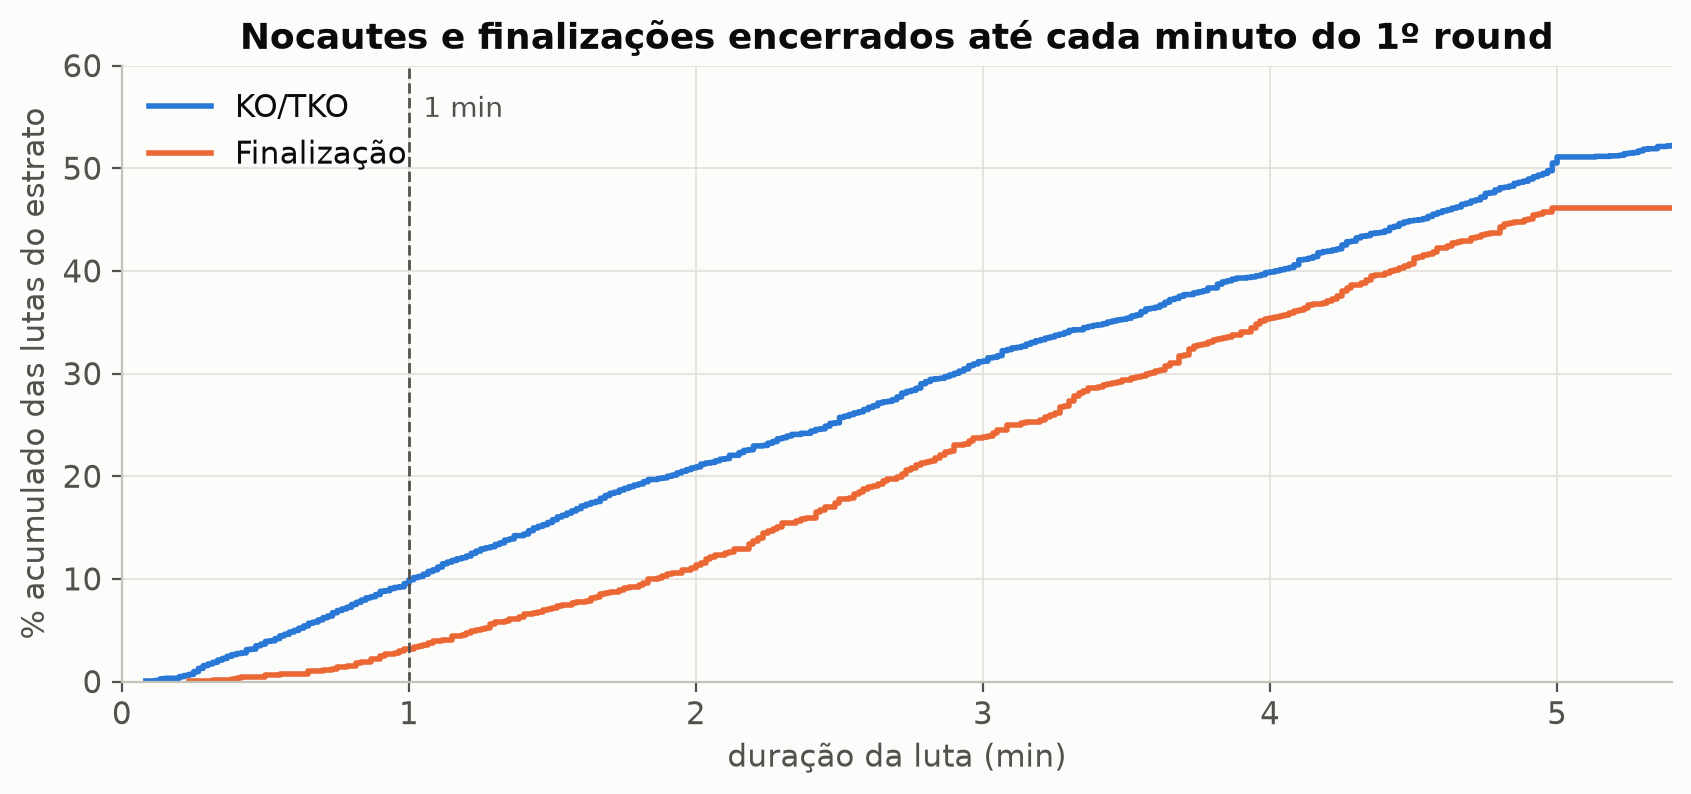 Nocautes e finalizações encerrados até cada minuto do 1º round
% acumulado das lutas do estrato
60
50
40
30
20
10
0
KO/TKO
Finalização
1 min
0 1 2 3 4 5
duração da luta (min)